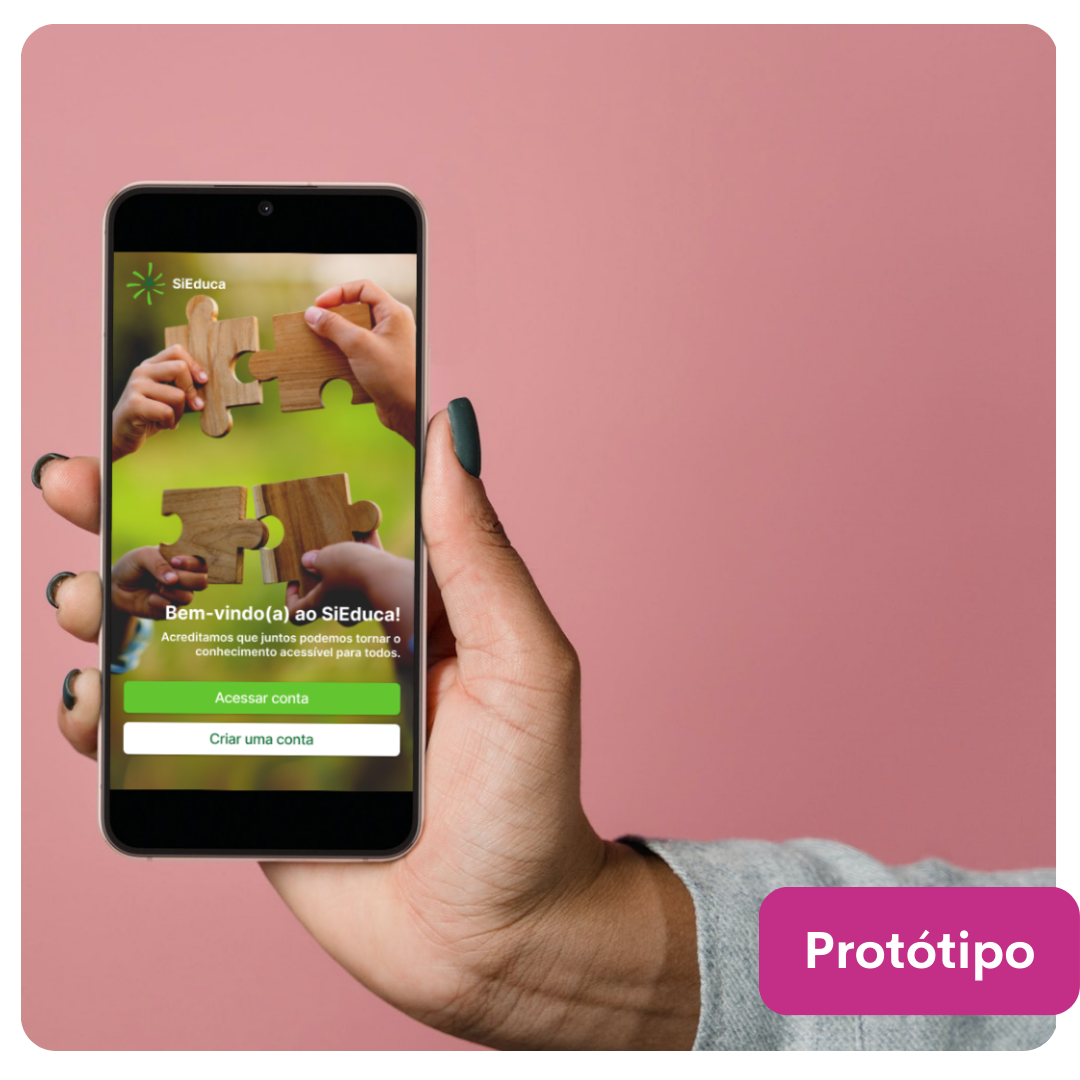 SiEduca
Bem-vindo(a) ao SiEduca!
Acreditamos que juntos podemos tornar o
conhecimento acessível para todos.
Acessar conta
Criar uma conta
Protótipo